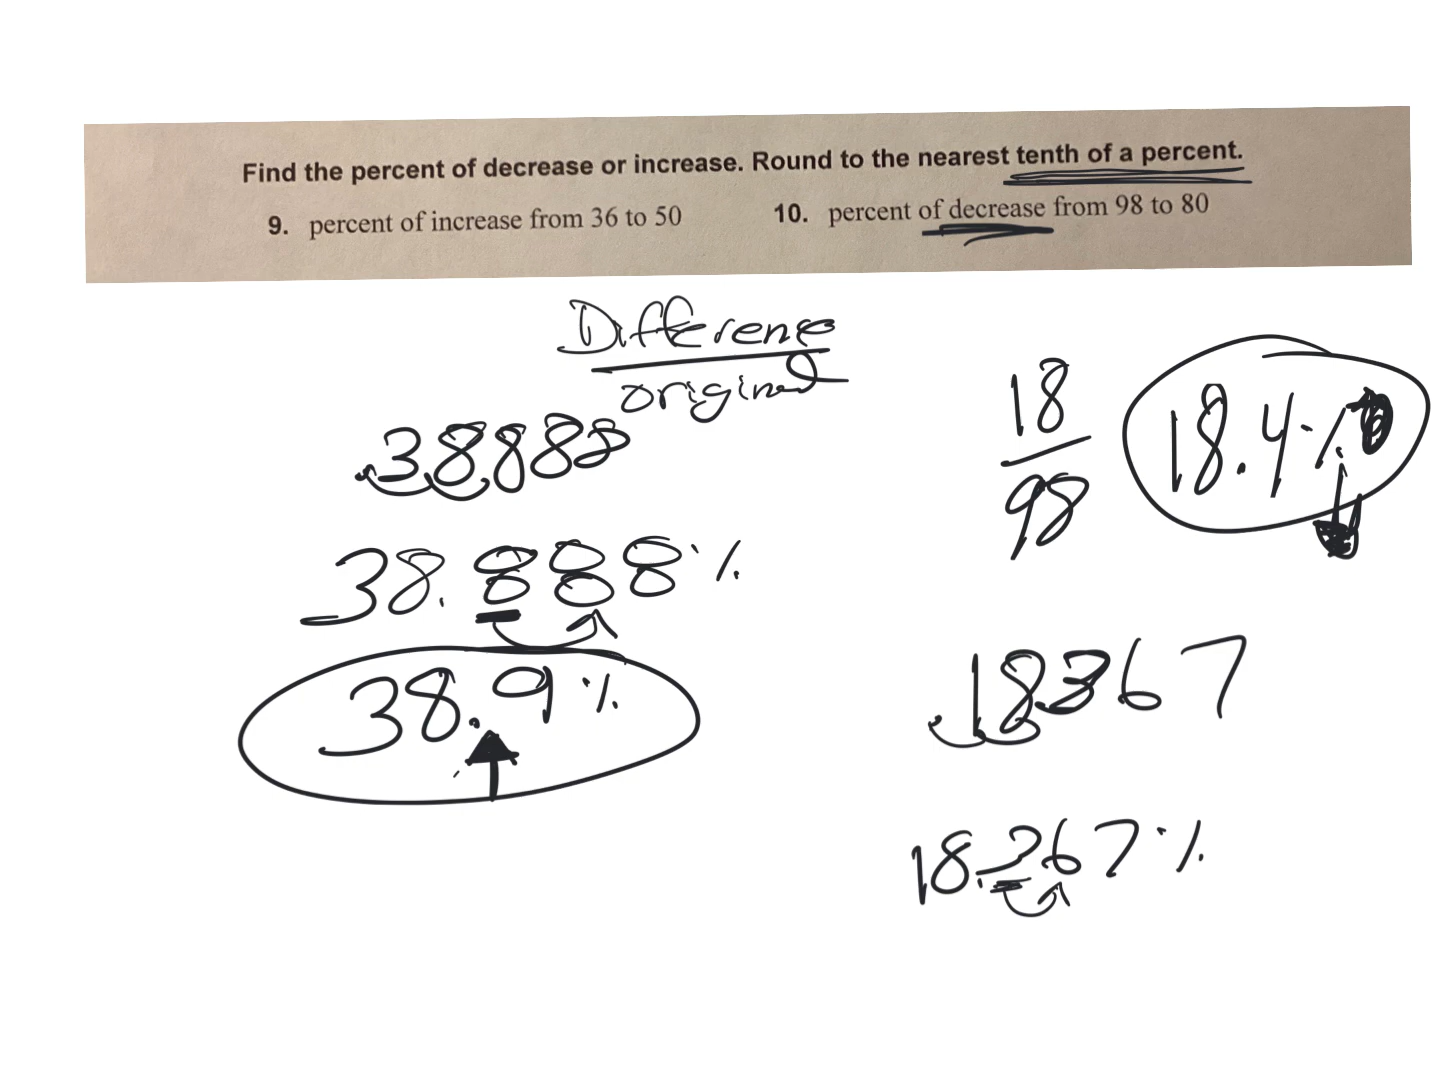 Find the percent of decrease or increase. Round to the nearest tenth of a percent.
9. percent of increase from 36 to 50
10. percent of decrease from 98 to 80
Difference
original
.38888
38.888%
38.9%
18
98
18.4%
.18367
18.267%